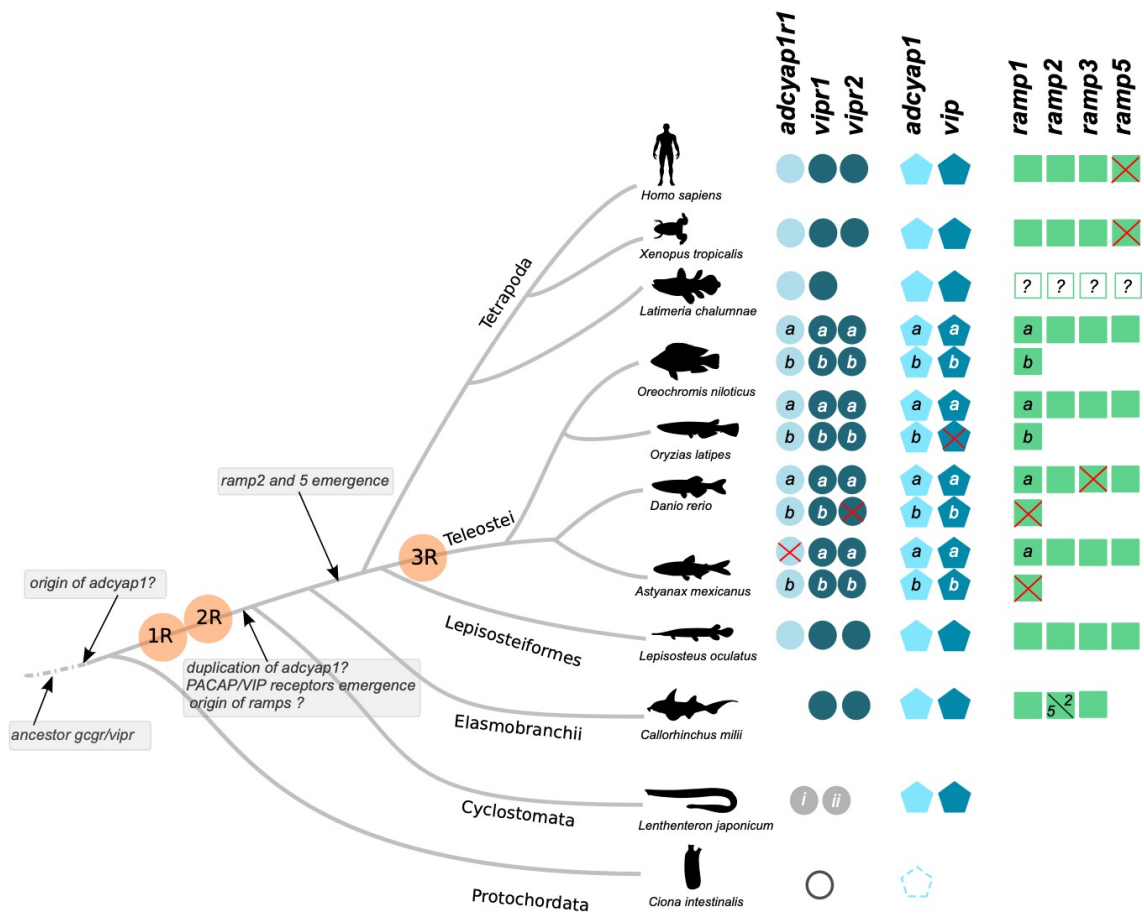 adcyap1r1
vipr1
vipr2
adcyap1
vip
ramp1
ramp2
ramp3
ramp5
Homo sapiens
Xenopus tropicalis
Latimeria chalumnae
? ? ? ?
a a a a a a
b b b b b b
Oreochromis niloticus
a a a a a a
b b b b b
Oryzias latipes
a a a a a a
b b b b
Danio rerio
a a a a a
b b b b b
Astyanax mexicanus
Lepisosteus oculatus
5 2
Callorhinchus milii
i ii
Lenthenteron japonicum
Ciona intestinalis
Tetrapoda
Teleostei
Lepisosteiformes
Elasmobranchii
Cyclostomata
Protochordata
ramp2 and 5 emergence
3R
origin of adcyap1?
1R
2R
duplication of adcyap1?
PACAP/VIP receptors emergence
origin of ramps ?
ancestor gcgr/vipr